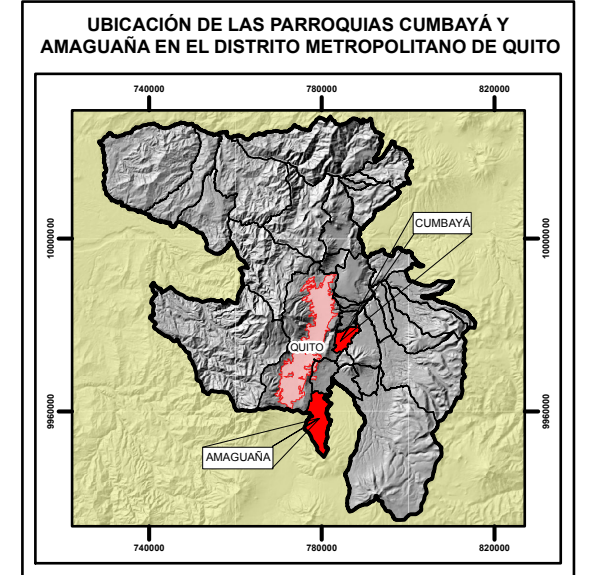 UBICACIÓN DE LAS PARROQUIAS CUMBAYÁ Y
AMAGUAÑA EN EL DISTRITO METROPOLITANO DE QUITO
740000
780000
820000
10000000
10000000
CUMBAYÁ
QUITO
9960000
9960000
AMAGUAÑA
740000
780000
820000